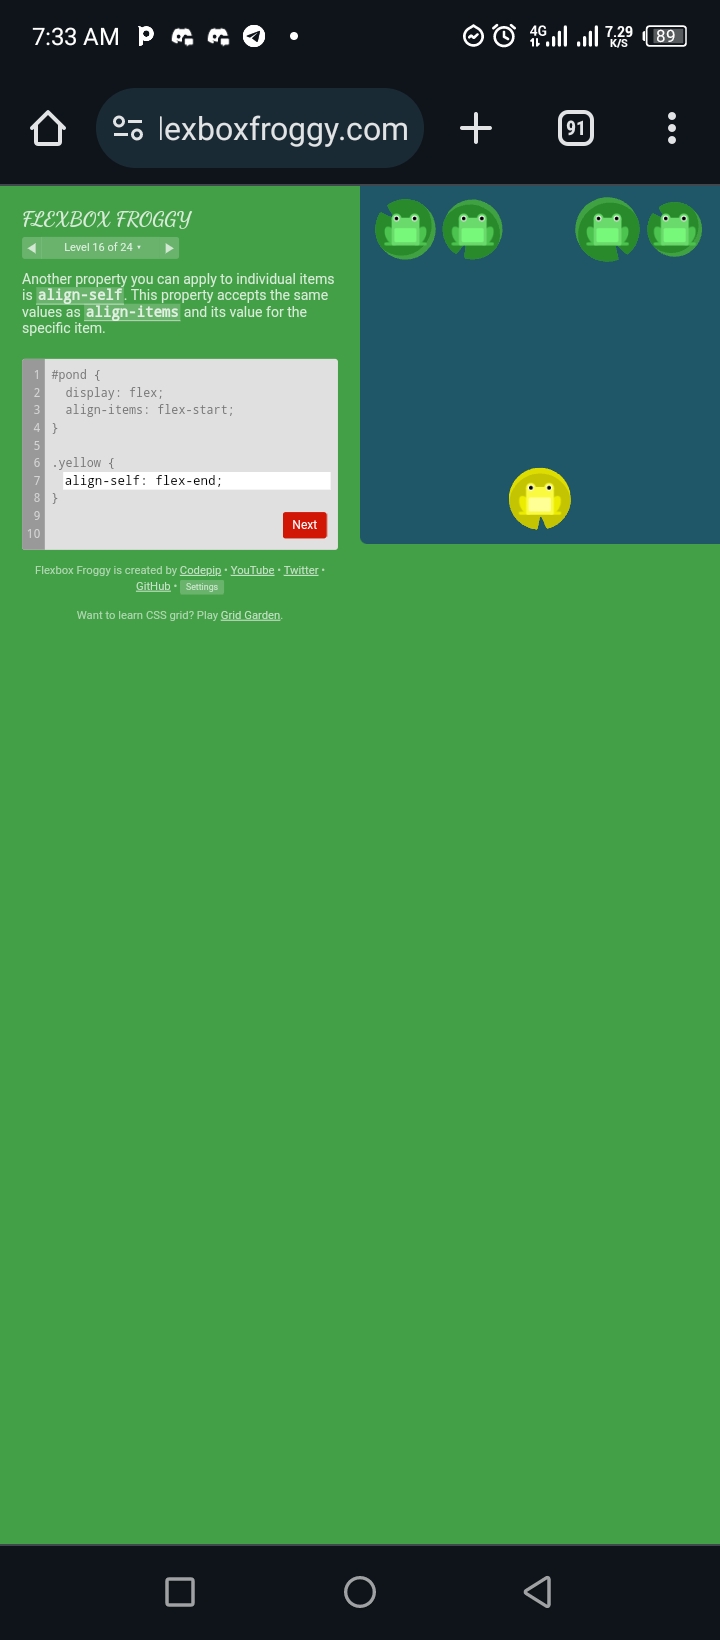 7:33 AM
4G
7.29
K/S
89
lexboxfroggy.com
91
FLEXBOX FROGGY
Level 16 of 24
Another property you can apply to individual items
is align-self. This property accepts the same
values as align-items and its value for the
specific item.
1 #pond {
2 display: flex;
3 align-items: flex-start;
4 }
5
6 .yellow {
7 align-self: flex-end;
8 }
9
10
Next
Flexbox Froggy is created by Codepip • YouTube • Twitter •
GitHub • Settings
Want to learn CSS grid? Play Grid Garden.